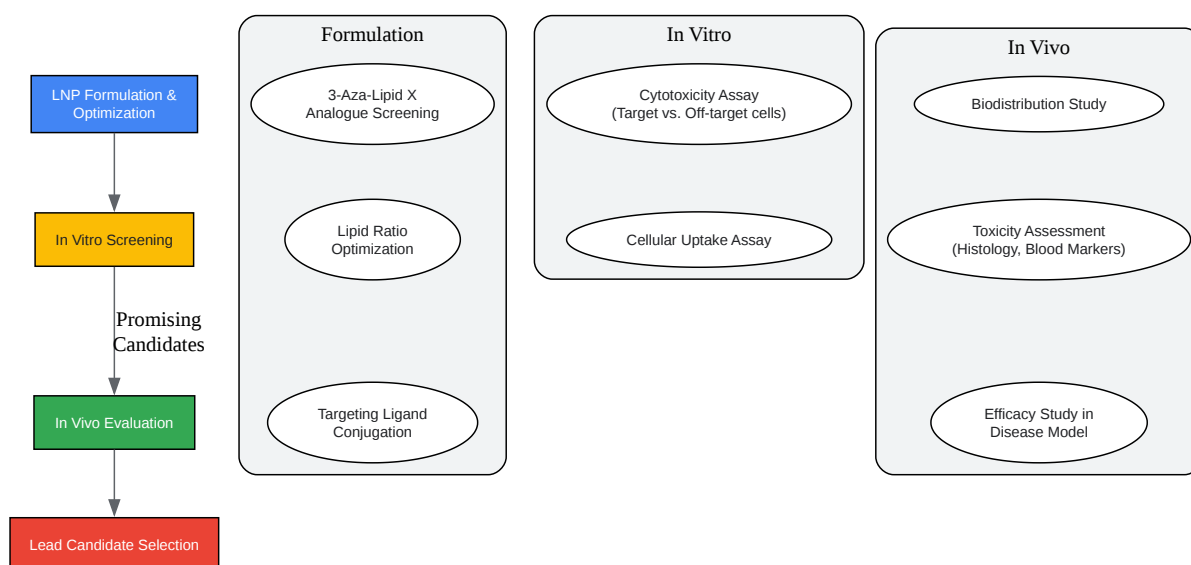 LNP Formulation &
Optimization
In Vitro Screening
Promising
Candidates
In Vivo Evaluation
Lead Candidate Selection
Formulation
3-Aza-Lipid X
Analogue Screening
Lipid Ratio
Optimization
Targeting Ligand
Conjugation
In Vitro
Cytotoxicity Assay
(Target vs. Off-target cells)
Cellular Uptake Assay
In Vivo
Biodistribution Study
Toxicity Assessment
(Histology, Blood Markers)
Efficacy Study in
Disease Model